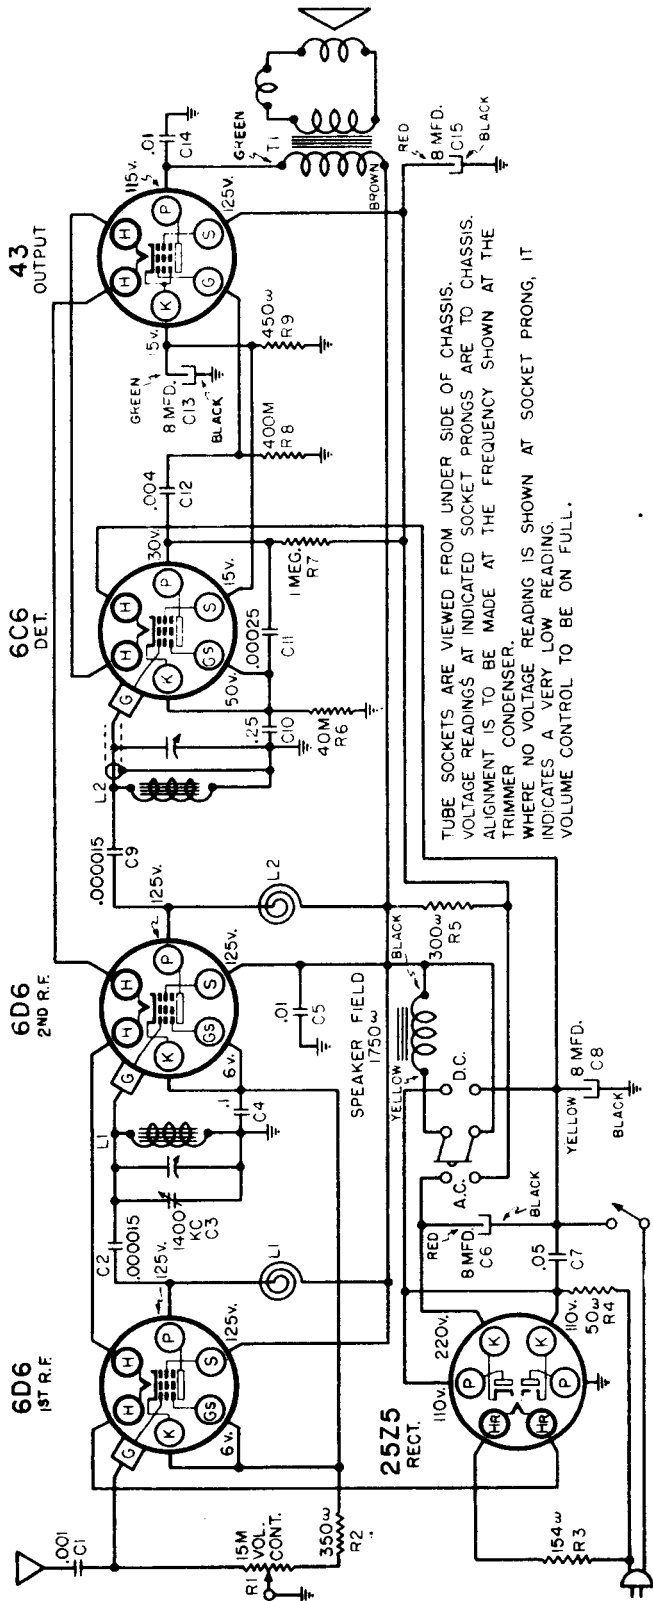 6D6
1ST R.F.
6D6
2ND R.F.
6C6
DET.
43
OUTPUT
.001
C1
15M
VOL.
CONT.
R1
350ω
R2
G
H
H
P
K
GS
S
6v.
125v.
125v.
C2
.000015
1400
KC
C3
L1
L1
.1
C4
G
H
H
P
K
GS
S
6v.
125v.
125v.
.01
C5
.000015
C9
L2
L2
G
H
H
P
K
GS
S
50v.
15v.
30v.
.25
C10
.00025
C11
40M
R6
1 MEG.
R7
.004
C12
400M
R8
GREEN
8 MFD.
C13
BLACK
450ω
R9
15v.
H
H
P
K
G
S
115v.
125v.
.01
C14
GREEN
T1
BROWN
RED
8 MFD.
C15
BLACK
SPEAKER FIELD
1750ω
YELLOW
BLACK
300ω
R5
D.C.
A.C.
RED
8 MFD.
C6
BLACK
.05
C7
YELLOW
8 MFD.
C8
BLACK
25Z5
RECT.
110v.
220v.
110v.
HR
HR
P
P
K
K
50ω
R4
154ω
R3
TUBE SOCKETS ARE VIEWED FROM UNDER SIDE OF CHASSIS.
VOLTAGE READINGS AT INDICATED SOCKET PRONGS ARE TO CHASSIS.
ALIGNMENT IS TO BE MADE AT THE FREQUENCY SHOWN AT THE
TRIMMER CONDENSER.
WHERE NO VOLTAGE READING IS SHOWN AT SOCKET PRONG, IT
INDICATES A VERY LOW READING.
VOLUME CONTROL TO BE ON FULL.